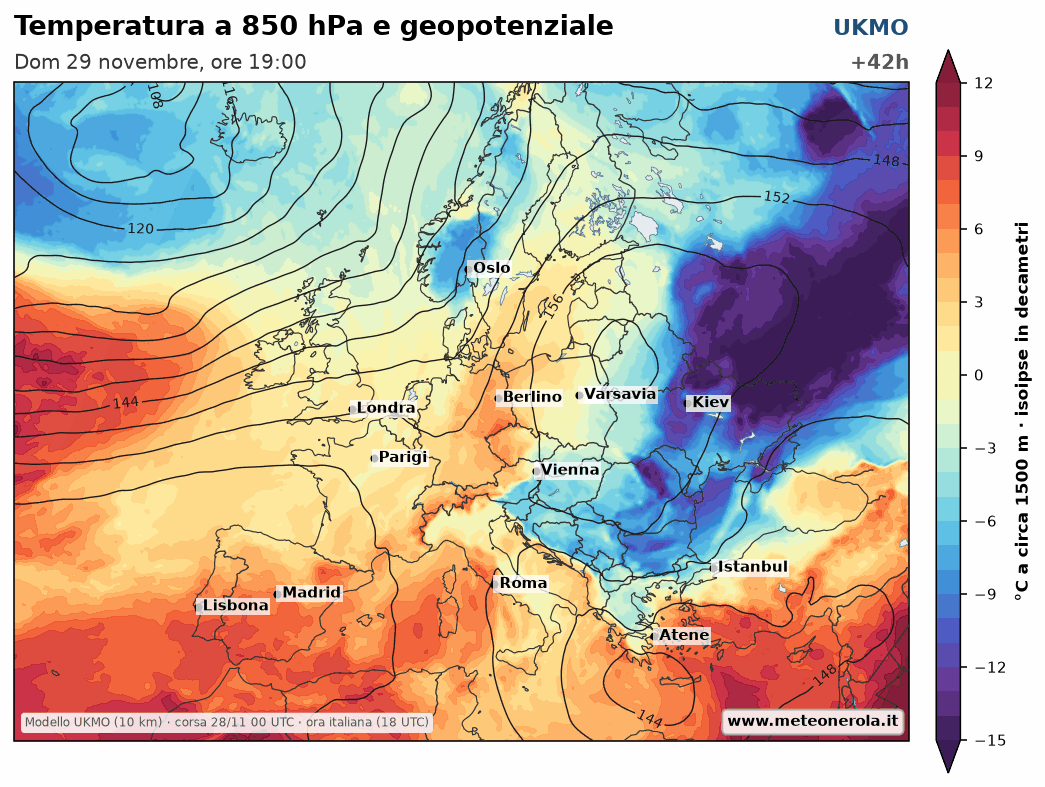 Temperatura a 850 hPa e geopotenziale
UKMO
Dom 29 novembre, ore 19:00
+42h
108
116
120
148
152
156
144
Oslo
Berlino
Varsavia
Kiev
Londra
Parigi
Vienna
Istanbul
Roma
Madrid
Lisbona
Atene
148
144
Modello UKMO (10 km) · corsa 28/11 00 UTC · ora italiana (18 UTC)
www.meteonerola.it
12
9
6
3
0
−3
−6
−9
−12
−15
°C a circa 1500 m · isoipse in decametri